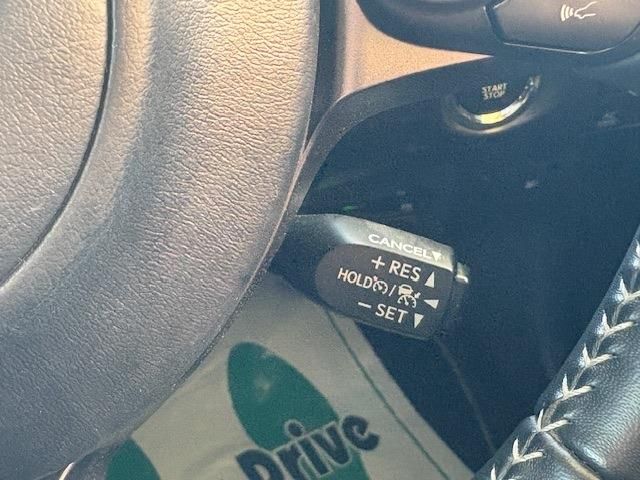 START
STOP
CANCEL▼
+ RES ▲
HOLD / ◀
− SET ▼
Drive